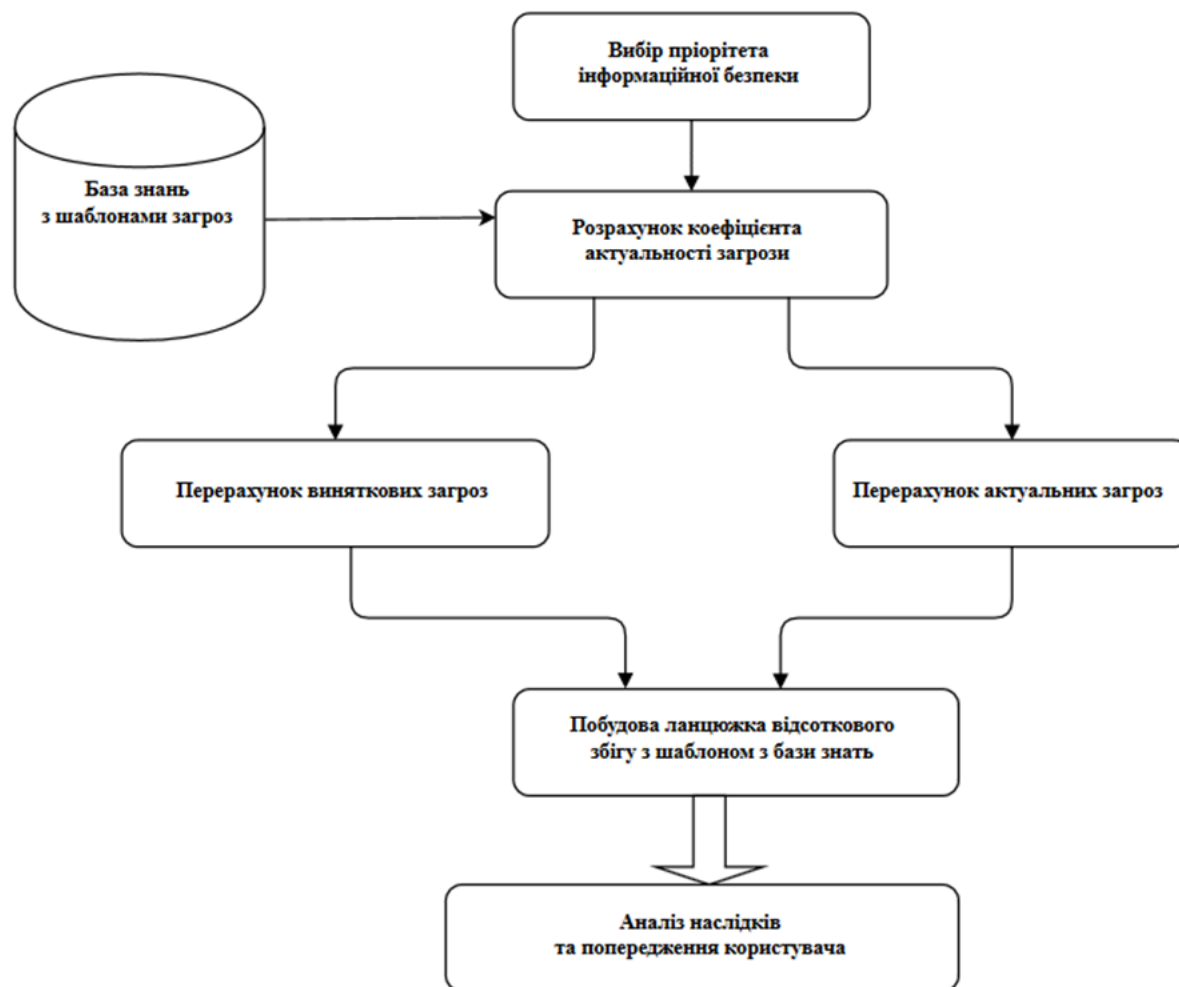 Вибір пріорітета
інформаційної безпеки
База знань
з шаблонами загроз
Розрахунок коефіцієнта
актуальності загрози
Перерахунок виняткових загроз
Перерахунок актуальних загроз
Побудова ланцюжка відсоткового
збігу з шаблоном з бази знать
Аналіз наслідків
та попередження користувача